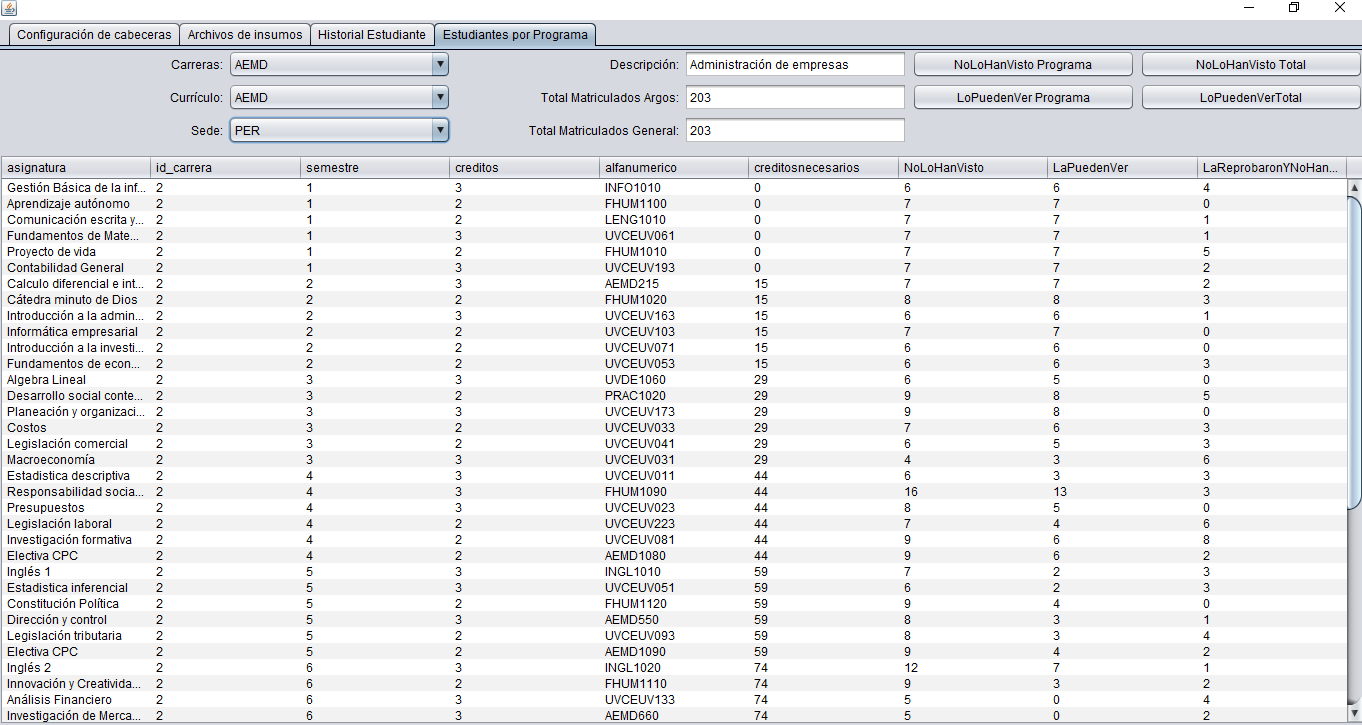 Configuración de cabeceras Archivos de insumos Historial Estudiante Estudiantes por Programa
Carreras: AEMD Descripción: Administración de empresas NoLoHanVisto Programa NoLoHanVisto Total
Currículo: AEMD Total Matriculados Argos: 203 LoPuedenVer Programa LoPuedenVerTotal
Sede: PER Total Matriculados General: 203
asignatura id_carrera semestre creditos alfanumerico creditosnecesarios NoLoHanVisto LaPuedenVer LaReprobaronYNoHan...
Gestión Básica de la inf... 2 1 3 INFO1010 0 6 6 4
Aprendizaje autónomo 2 1 2 FHUM1100 0 7 7 0
Comunicación escrita y... 2 1 2 LENG1010 0 7 7 1
Fundamentos de Mate... 2 1 3 UVCEUV061 0 7 7 1
Proyecto de vida 2 1 2 FHUM1010 0 7 7 5
Contabilidad General 2 1 3 UVCEUV193 0 7 7 2
Calculo diferencial e int... 2 2 3 AEMD215 15 7 7 2
Cátedra minuto de Dios 2 2 2 FHUM1020 15 8 8 3
Introducción a la admin... 2 2 3 UVCEUV163 15 6 6 1
Informática empresarial 2 2 2 UVCEUV103 15 7 7 0
Introducción a la investi... 2 2 2 UVCEUV071 15 6 6 0
Fundamentos de econ... 2 2 2 UVCEUV053 15 6 6 3
Algebra Lineal 2 3 3 UVDE1060 29 6 5 0
Desarrollo social conte... 2 3 2 PRAC1020 29 9 8 5
Planeación y organizaci... 2 3 3 UVCEUV173 29 9 8 0
Costos 2 3 2 UVCEUV033 29 7 6 3
Legislación comercial 2 3 2 UVCEUV041 29 6 5 3
Macroeconomía 2 3 3 UVCEUV031 29 4 3 6
Estadistica descriptiva 2 4 3 UVCEUV011 44 6 3 3
Responsabilidad socia... 2 4 3 FHUM1090 44 16 13 3
Presupuestos 2 4 3 UVCEUV023 44 8 5 0
Legislación laboral 2 4 2 UVCEUV223 44 7 4 6
Investigación formativa 2 4 2 UVCEUV081 44 9 6 8
Electiva CPC 2 4 2 AEMD1080 44 9 6 2
Inglés 1 2 5 3 INGL1010 59 7 2 3
Estadistica inferencial 2 5 3 UVCEUV051 59 6 2 3
Constitución Política 2 5 2 FHUM1120 59 9 4 0
Dirección y control 2 5 3 AEMD550 59 8 3 1
Legislación tributaria 2 5 2 UVCEUV093 59 8 3 4
Electiva CPC 2 5 2 AEMD1090 59 9 4 2
Inglés 2 2 6 3 INGL1020 74 12 7 1
Innovación y Creativida... 2 6 2 FHUM1110 74 9 3 2
Análisis Financiero 2 6 3 UVCEUV133 74 5 0 4
Investigación de Merca... 2 6 3 AEMD660 74 5 0 2